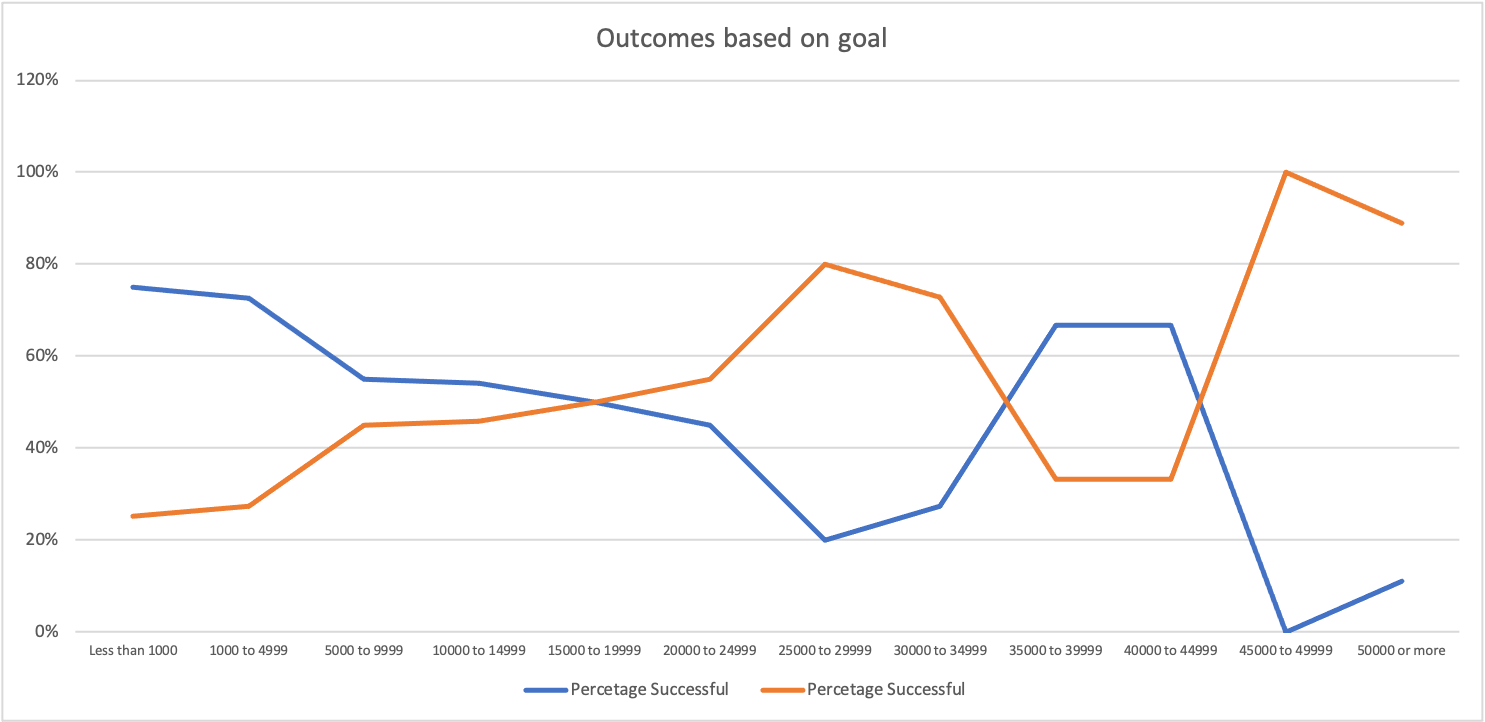 Outcomes based on goal
120%
100%
80%
60%
40%
20%
0%
Less than 1000 1000 to 4999 5000 to 9999 10000 to 14999 15000 to 19999 20000 to 24999 25000 to 29999 30000 to 34999 35000 to 39999 40000 to 44999 45000 to 49999 50000 or more
Percetage Successful Percetage Successful